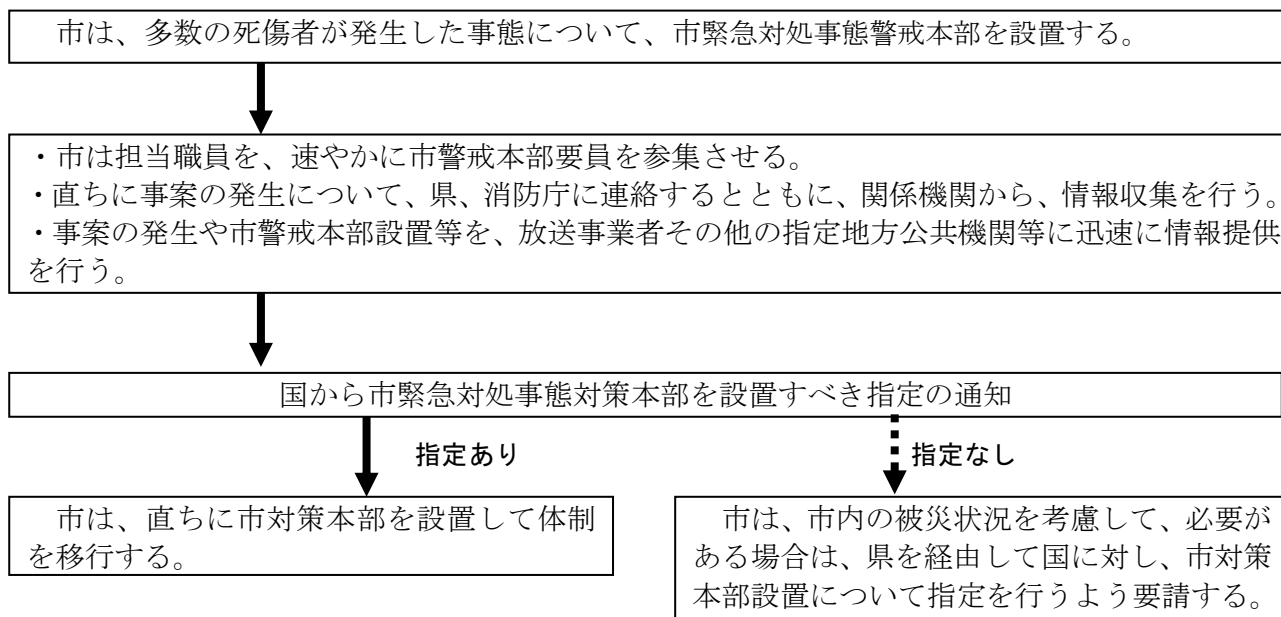 市は、多数の死傷者が発生した事態について、市緊急対処事態警戒本部を設置する。
・市は担当職員を、速やかに市警戒本部要員を参集させる。
・直ちに事案の発生について、県、消防庁に連絡するとともに、関係機関から、情報収集を行う。
・事案の発生や市警戒本部設置等を、放送事業者その他の指定地方公共機関等に迅速に情報提供
を行う。
国から市緊急対処事態対策本部を設置すべき指定の通知
指定あり
指定なし
市は、直ちに市対策本部を設置して体制
を移行する。
市は、市内の被災状況を考慮して、必要が
ある場合は、県を経由して国に対し、市対策
本部設置について指定を行うよう要請する。